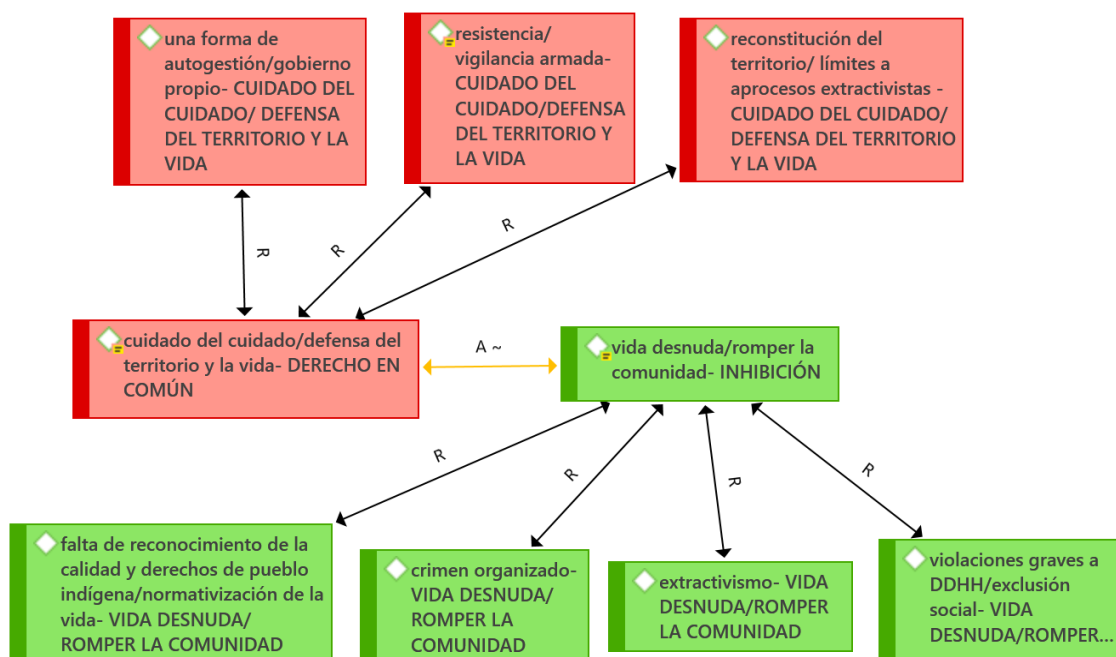 una forma de
autogestión/gobierno
propio- CUIDADO DEL
CUIDADO/ DEFENSA
DEL TERRITORIO Y LA
VIDA
resistencia/
vigilancia armada-
CUIDADO DEL
CUIDADO/DEFENSA
DEL TERRITORIO Y
LA VIDA
reconstitución del
territorio/ límites a
aprocesos extractivistas -
CUIDADO DEL CUIDADO/
DEFENSA DEL TERRITORIO
Y LA VIDA
R
R
R
cuidado del cuidado/defensa del
territorio y la vida- DERECHO EN
COMÚN
A ~
vida desnuda/romper la
comunidad- INHIBICIÓN
R
R
R
R
falta de reconocimiento de la
calidad y derechos de pueblo
indígena/normativización de la
vida- VIDA DESNUDA/
ROMPER LA COMUNIDAD
crimen organizado-
VIDA DESNUDA/
ROMPER LA
COMUNIDAD
extractivismo- VIDA
DESNUDA/ROMPER
LA COMUNIDAD
violaciones graves a
DDHH/exclusión
social- VIDA
DESNUDA/ROMPER...